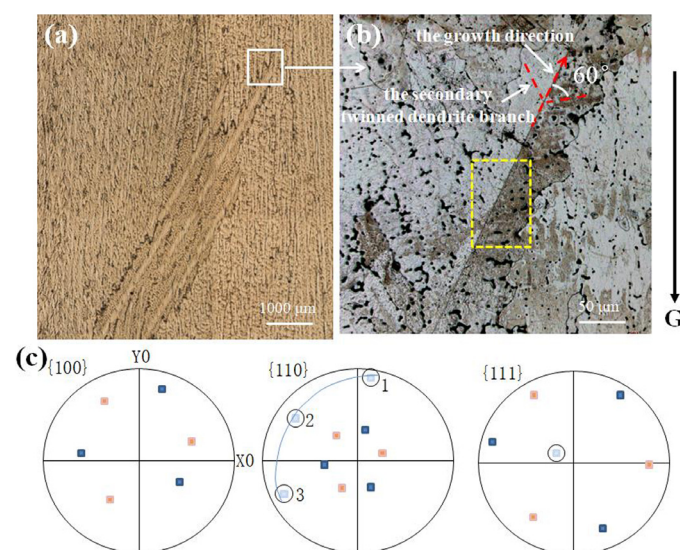 (a)
1000 μm
(b)
the growth direction
60°
the secondary
twinned dendrite branch
50 μm
G
(c)
{100}
Y0
X0
{110}
1
2
3
{111}